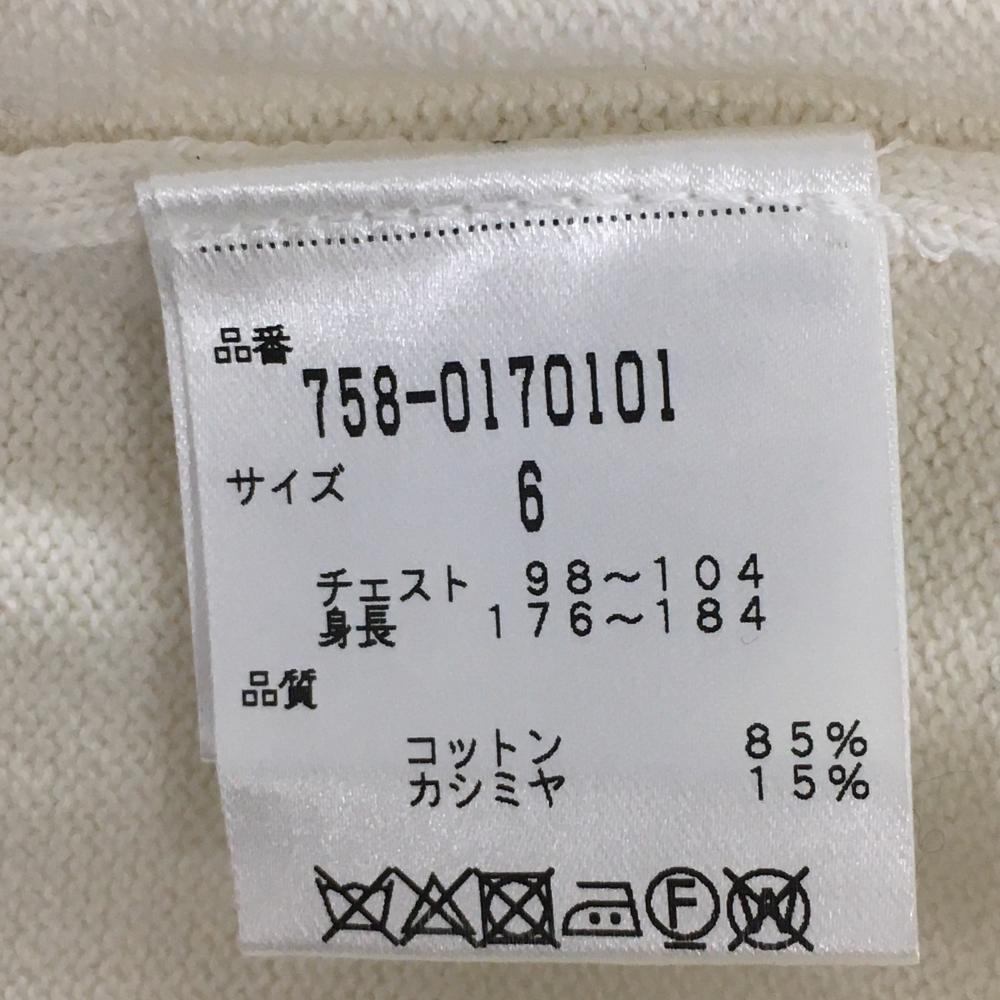 品番
758-0170101
サイズ 6
チェスト 98～104
身長 176～184
品質
コットン 85%
カシミヤ 15%
F W